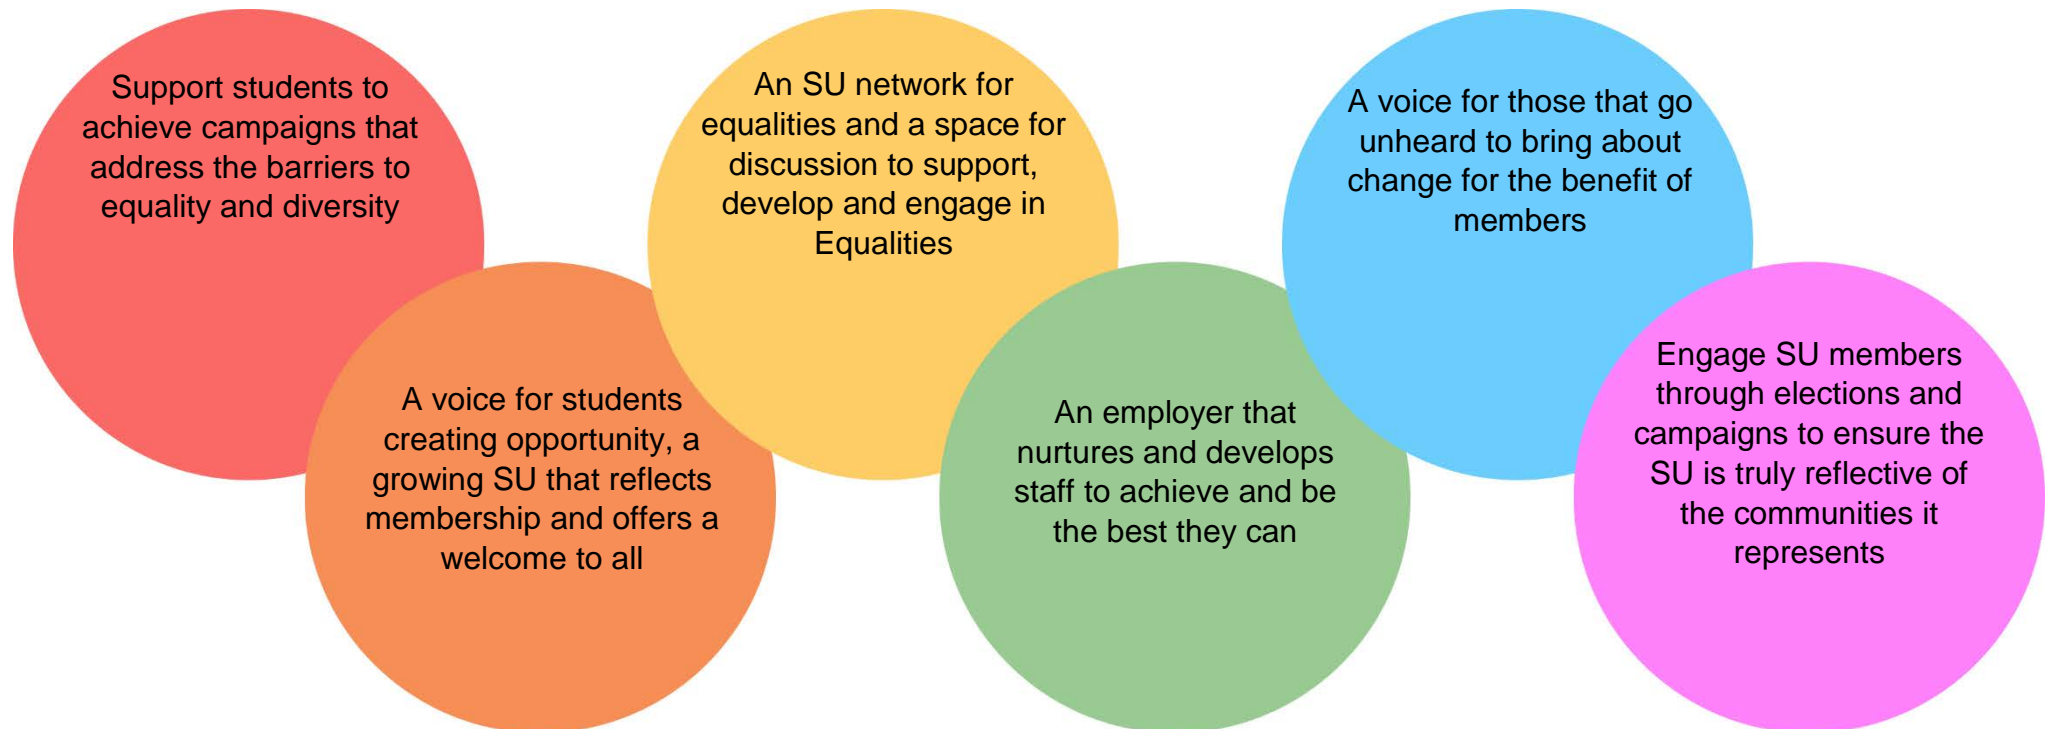 Support students to
achieve campaigns that
address the barriers to
equality and diversity
A voice for students
creating opportunity, a
growing SU that reflects
membership and offers a
welcome to all
An SU network for
equalities and a space for
discussion to support,
develop and engage in
Equalities
An employer that
nurtures and develops
staff to achieve and be
the best they can
A voice for those that go
unheard to bring about
change for the benefit of
members
Engage SU members
through elections and
campaigns to ensure the
SU is truly reflective of
the communities it
represents